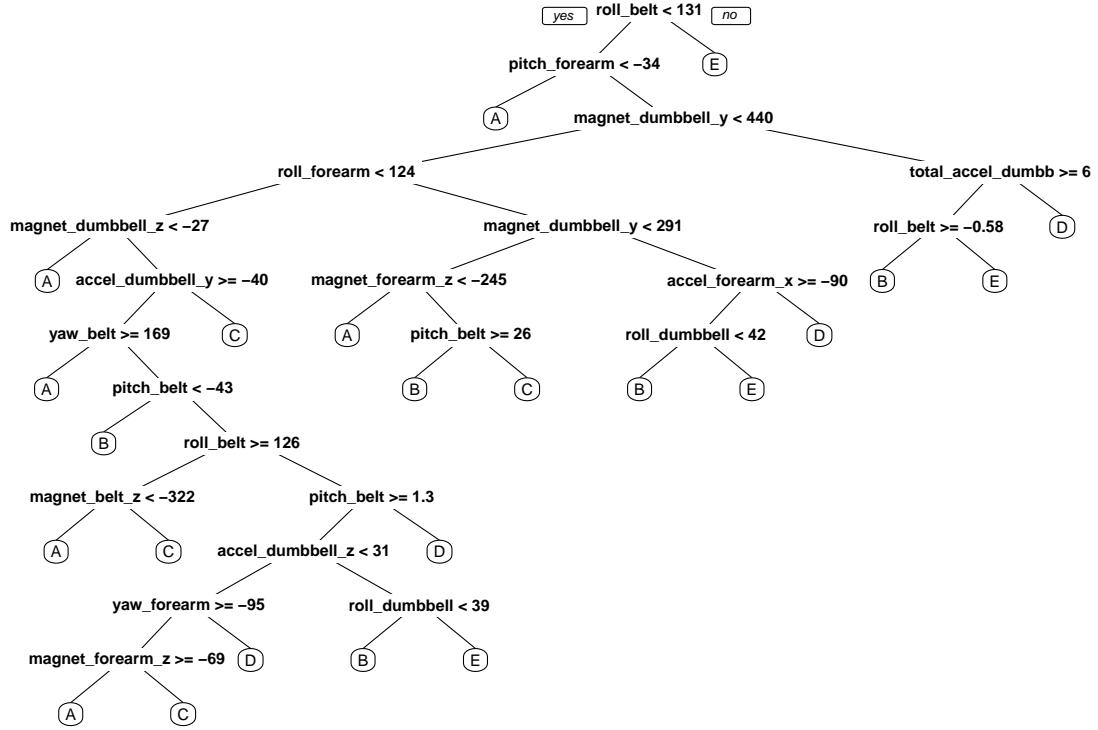 yes roll_belt < 131 no
pitch_forearm < −34 E
A magnet_dumbbell_y < 440
roll_forearm < 124 total_accel_dumbb >= 6
magnet_dumbbell_z < −27 magnet_dumbbell_y < 291 roll_belt >= −0.58 D
A accel_dumbbell_y >= −40 magnet_forearm_z < −245 accel_forearm_x >= −90 B E
yaw_belt >= 169 C A pitch_belt >= 26 roll_dumbbell < 42 D
A pitch_belt < −43 B C B E
B roll_belt >= 126
magnet_belt_z < −322 pitch_belt >= 1.3
A C accel_dumbbell_z < 31 D
yaw_forearm >= −95 roll_dumbbell < 39
magnet_forearm_z >= −69 D B E
A C